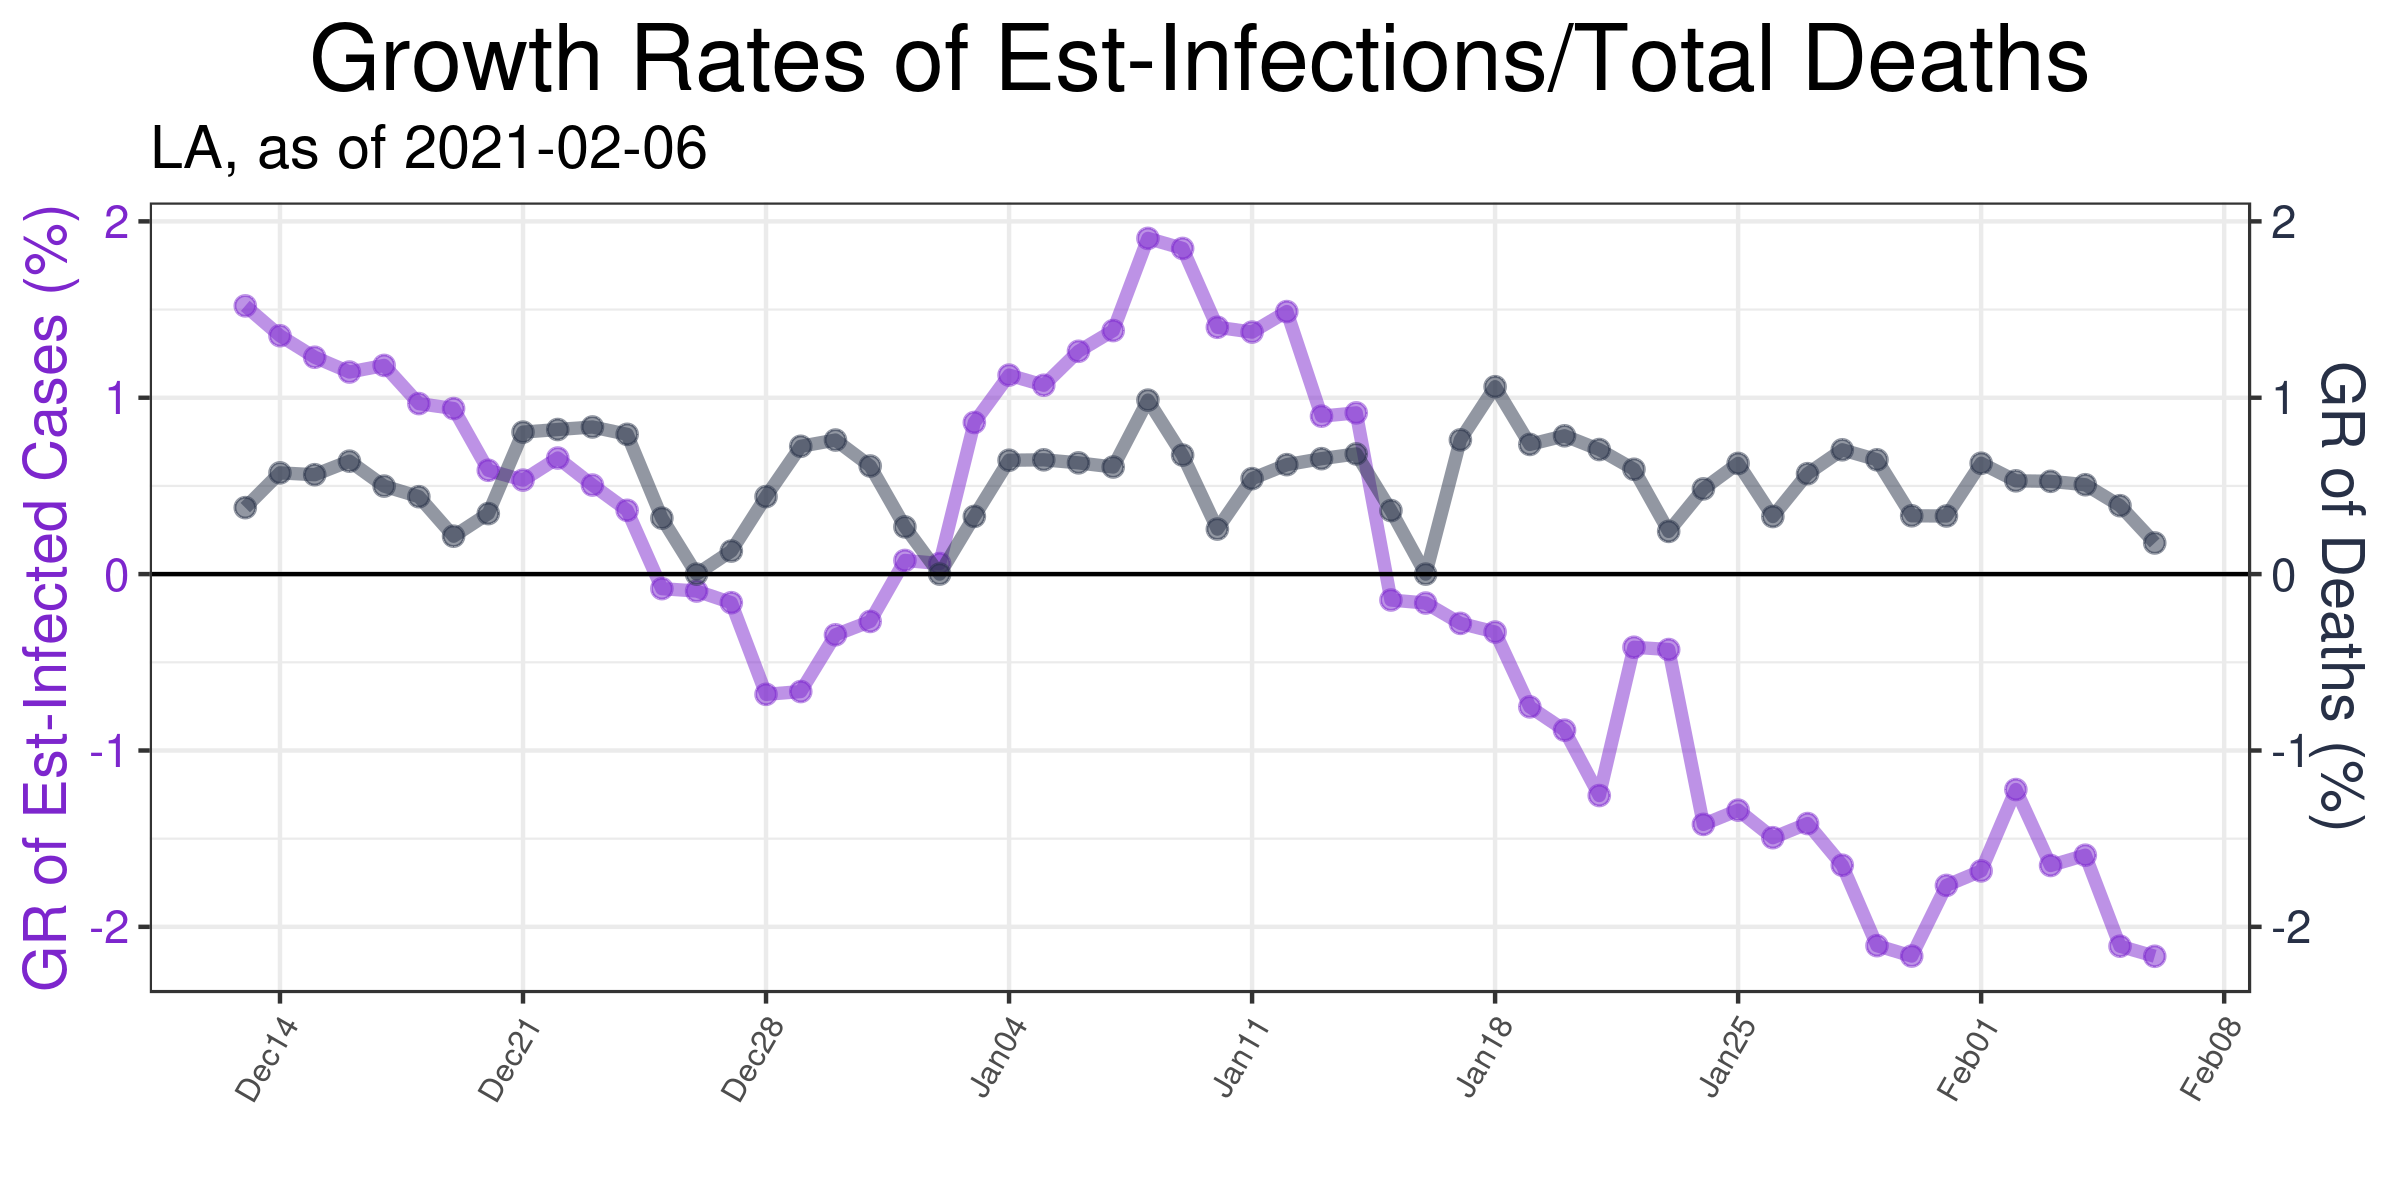 Growth Rates of Est-Infections/Total Deaths
LA, as of 2021-02-06
GR of Est-Infected Cases (%)
2
1
0
-1
-2
2
1
0
-1
-2
GR of Deaths (%)
Dec14
Dec21
Dec28
Jan04
Jan11
Jan18
Jan25
Feb01
Feb08